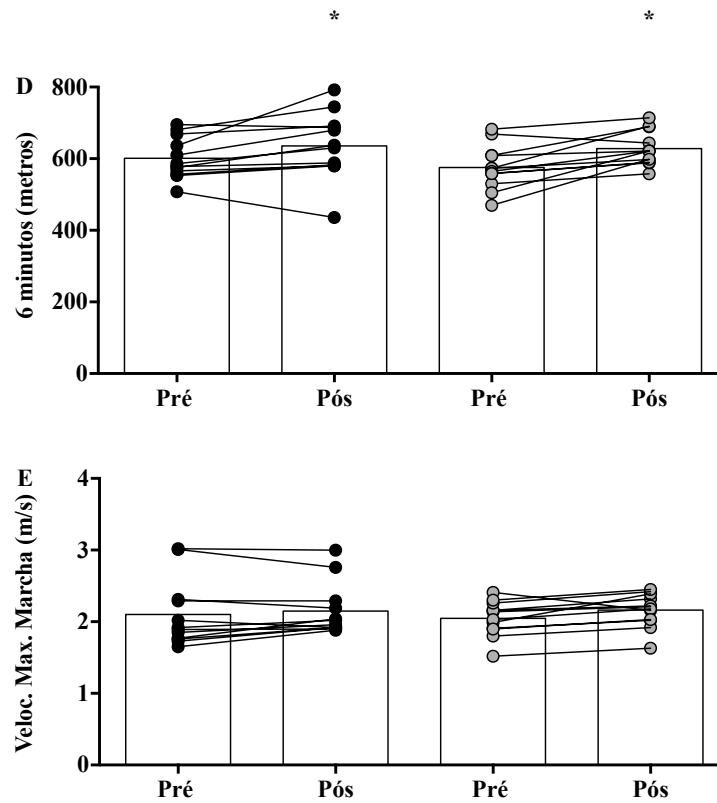 * *
D 800
600
400
200
0
6 minutos (metros)
Pré Pós Pré Pós
E 4
3
2
1
0
Veloc. Max. Marcha (m/s)
Pré Pós Pré Pós